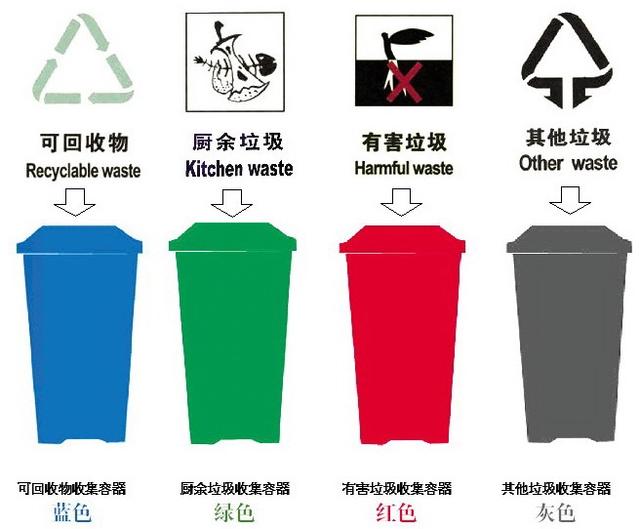 可回收物
Recyclable waste
厨余垃圾
Kitchen waste
有害垃圾
Harmful waste
其他垃圾
Other waste
可回收物收集容器
蓝色
厨余垃圾收集容器
绿色
有害垃圾收集容器
红色
其他垃圾收集容器
灰色